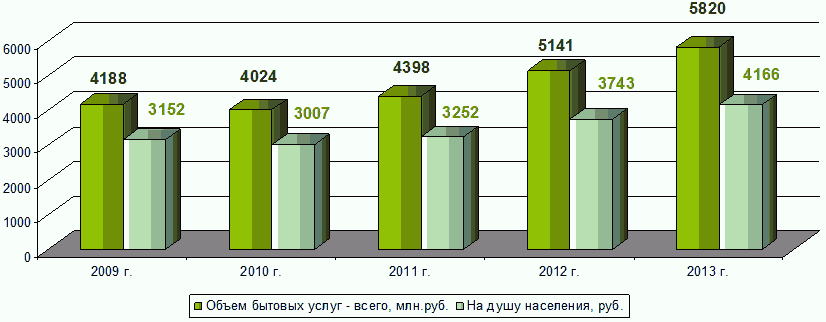 5820
5141
4398
4188
4024
6000
5000
4000
3000
2000
1000
0
3152
3007
3252
3743
4166
2009 г.
2010 г.
2011 г.
2012 г.
2013 г.
Объем бытовых услуг - всего, млн.руб.
На душу населения, руб.